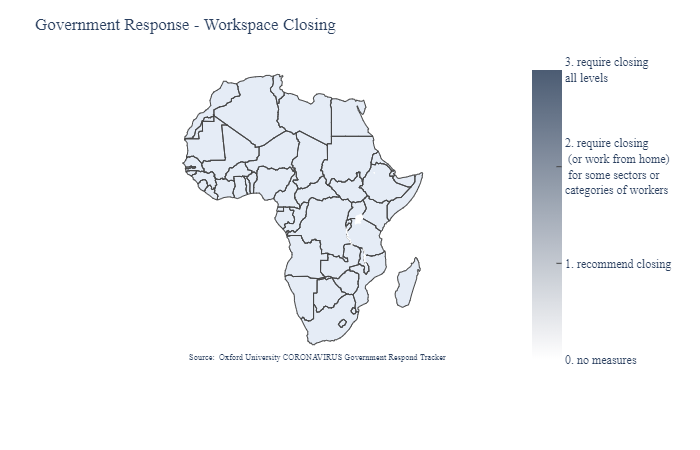 Government Response - Workspace Closing
3. require closing
all levels
2. require closing
(or work from home)
for some sectors or
categories of workers
1. recommend closing
0. no measures
Source: Oxford University CORONAVIRUS Government Respond Tracker